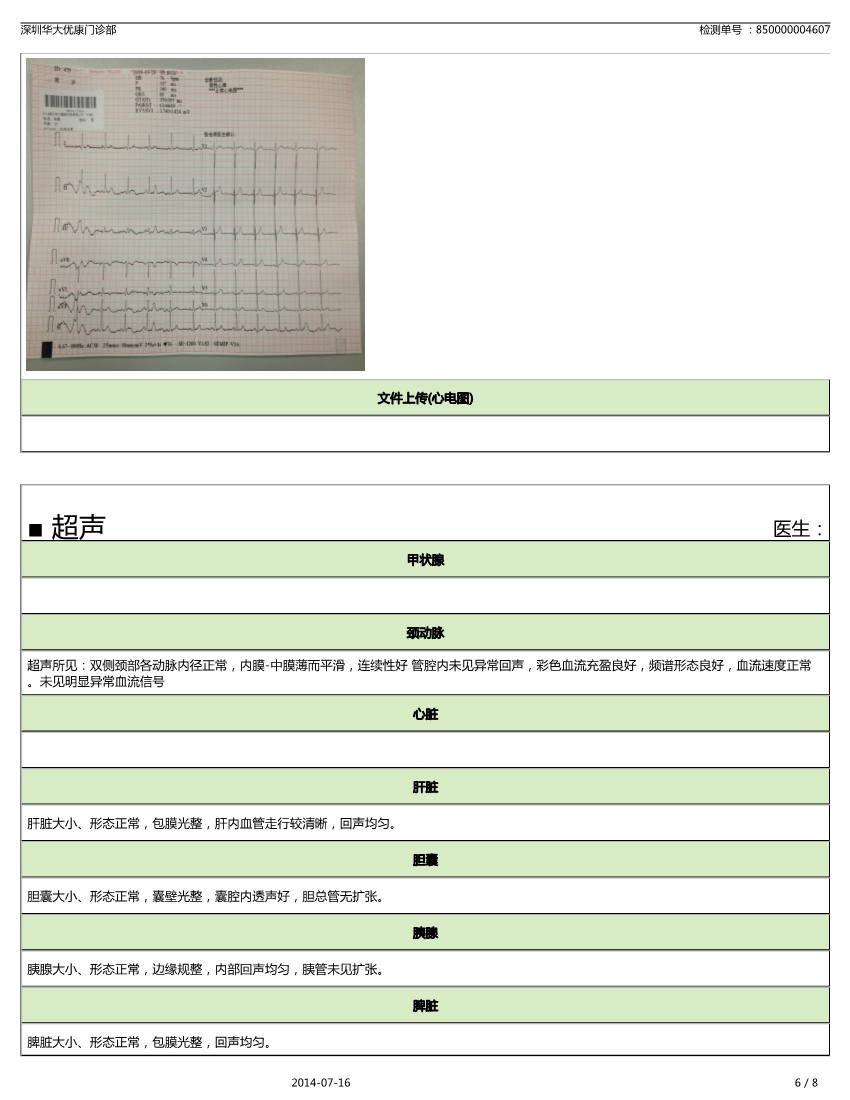 深圳华大优康门诊部
检测单号 ：850000004607
V1
V2
V3
V4
V5
V6
文件上传(心电图)
■ 超声
医生：
甲状腺
颈动脉
超声所见：双侧颈部各动脉内径正常，内膜-中膜薄而平滑，连续性好 管腔内未见异常回声，彩色血流充盈良好，频谱形态良好，血流速度正常
。未见明显异常血流信号
心脏
肝脏
肝脏大小、形态正常，包膜光整，肝内血管走行较清晰，回声均匀。
胆囊
胆囊大小、形态正常，囊壁光整，囊腔内透声好，胆总管无扩张。
胰腺
胰腺大小、形态正常，边缘规整，内部回声均匀，胰管未见扩张。
脾脏
脾脏大小、形态正常，包膜光整，回声均匀。
2014-07-16
6 / 8